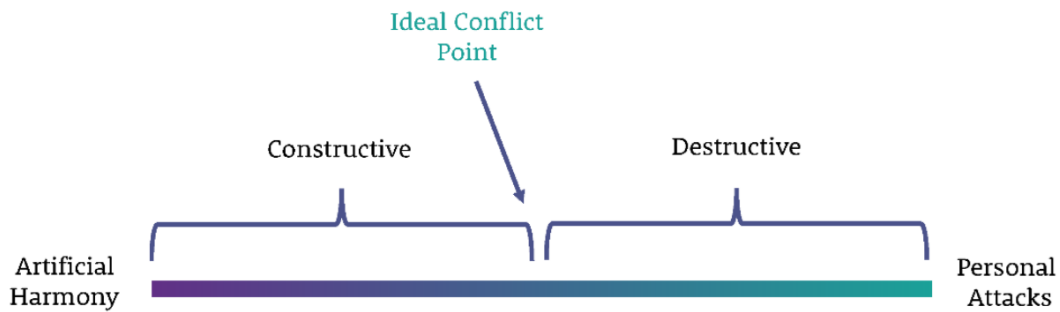 Ideal Conflict
Point
Constructive
Destructive
Artificial
Harmony
Personal
Attacks